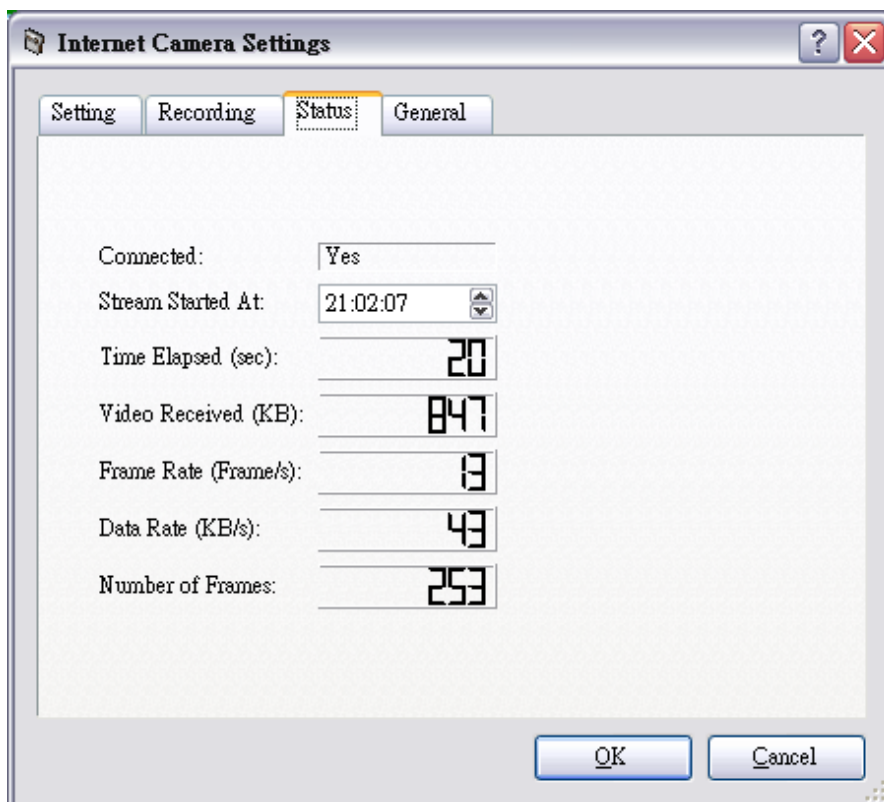 Internet Camera Settings
Setting Recording Status General
Connected: Yes
Stream Started At: 21:02:07
Time Elapsed (sec): 20
Video Received (KB): 847
Frame Rate (Frame/s): 13
Data Rate (KB/s): 43
Number of Frames: 253
OK Cancel